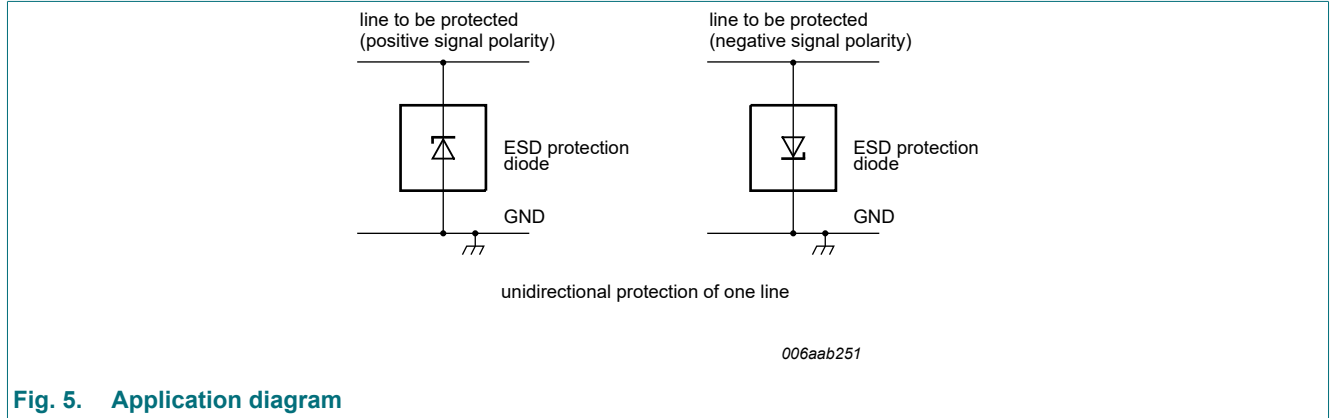 line to be protected
(positive signal polarity)
ESD protection
diode
GND
line to be protected
(negative signal polarity)
ESD protection
diode
GND
unidirectional protection of one line
006aab251
Fig. 5. Application diagram